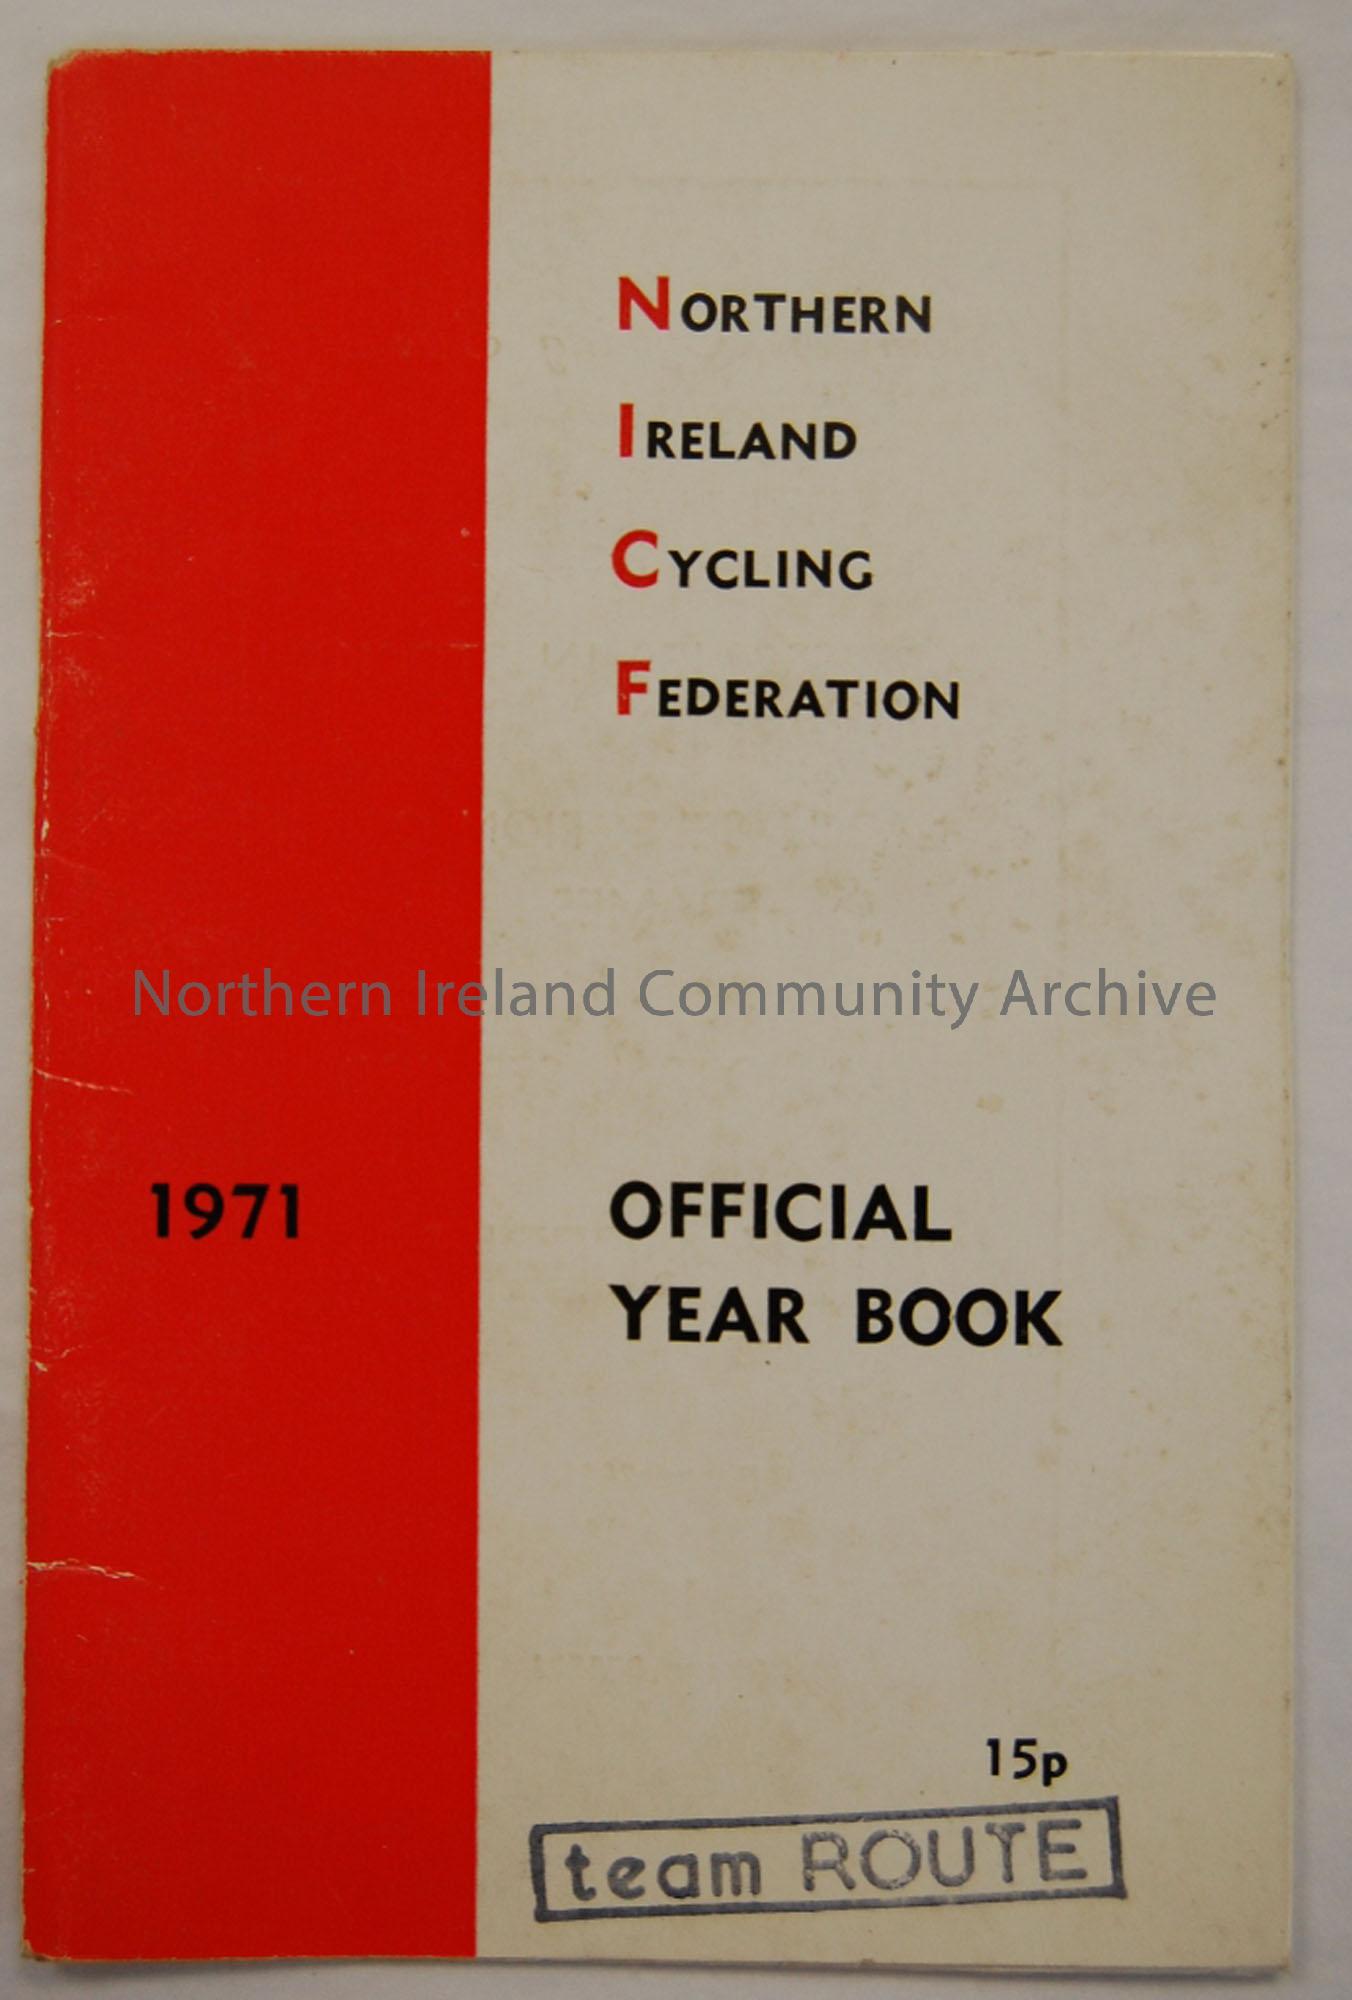 NORTHERN
IRELAND
CYCLING
FEDERATION
Northern Ireland Community Archive
1971
OFFICIAL
YEAR BOOK
15p
team ROUTE